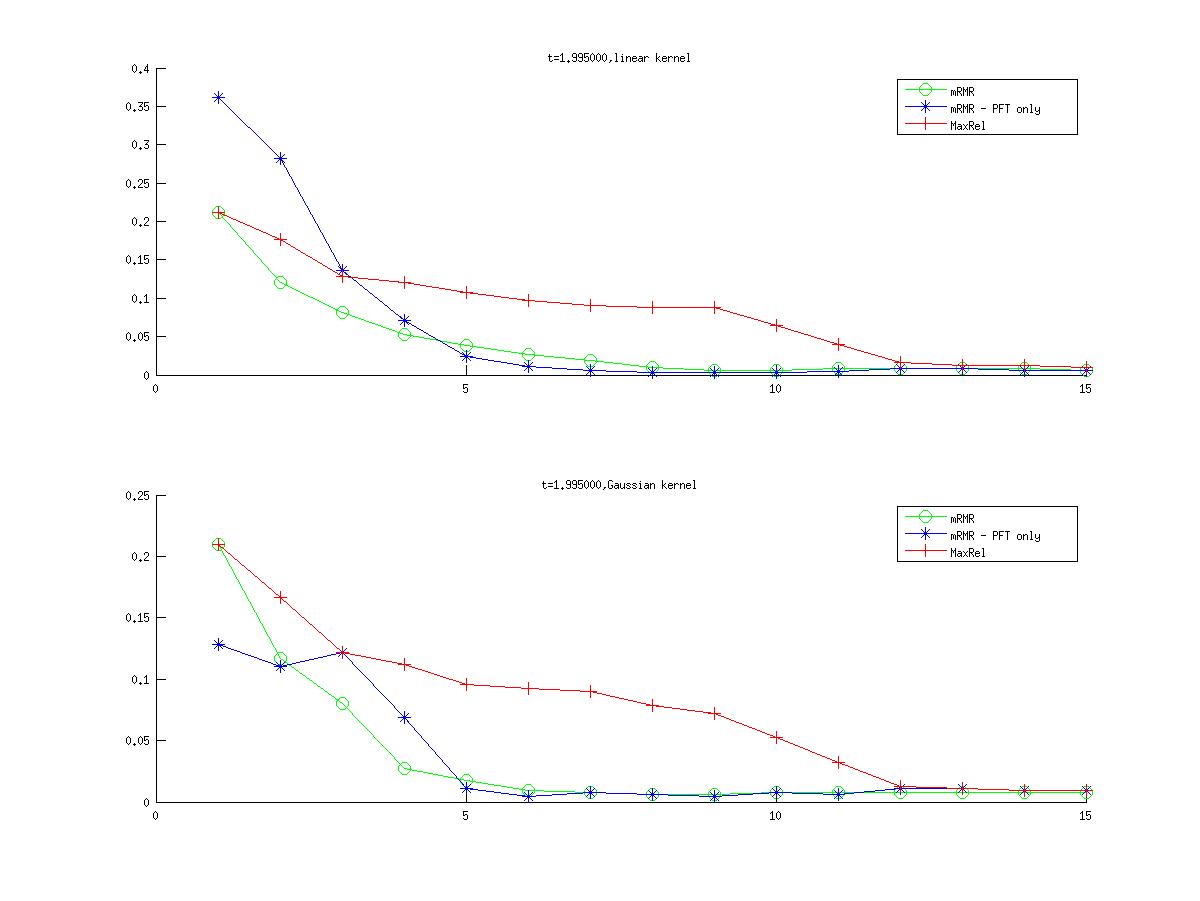 t=1.995000,linear kernel
0.4
0.35
0.3
0.25
0.2
0.15
0.1
0.05
0
0 5 10 15
mRMR
mRMR - PFT only
MaxRel
t=1.995000,Gaussian kernel
0.25
0.2
0.15
0.1
0.05
0
0 5 10 15
mRMR
mRMR - PFT only
MaxRel